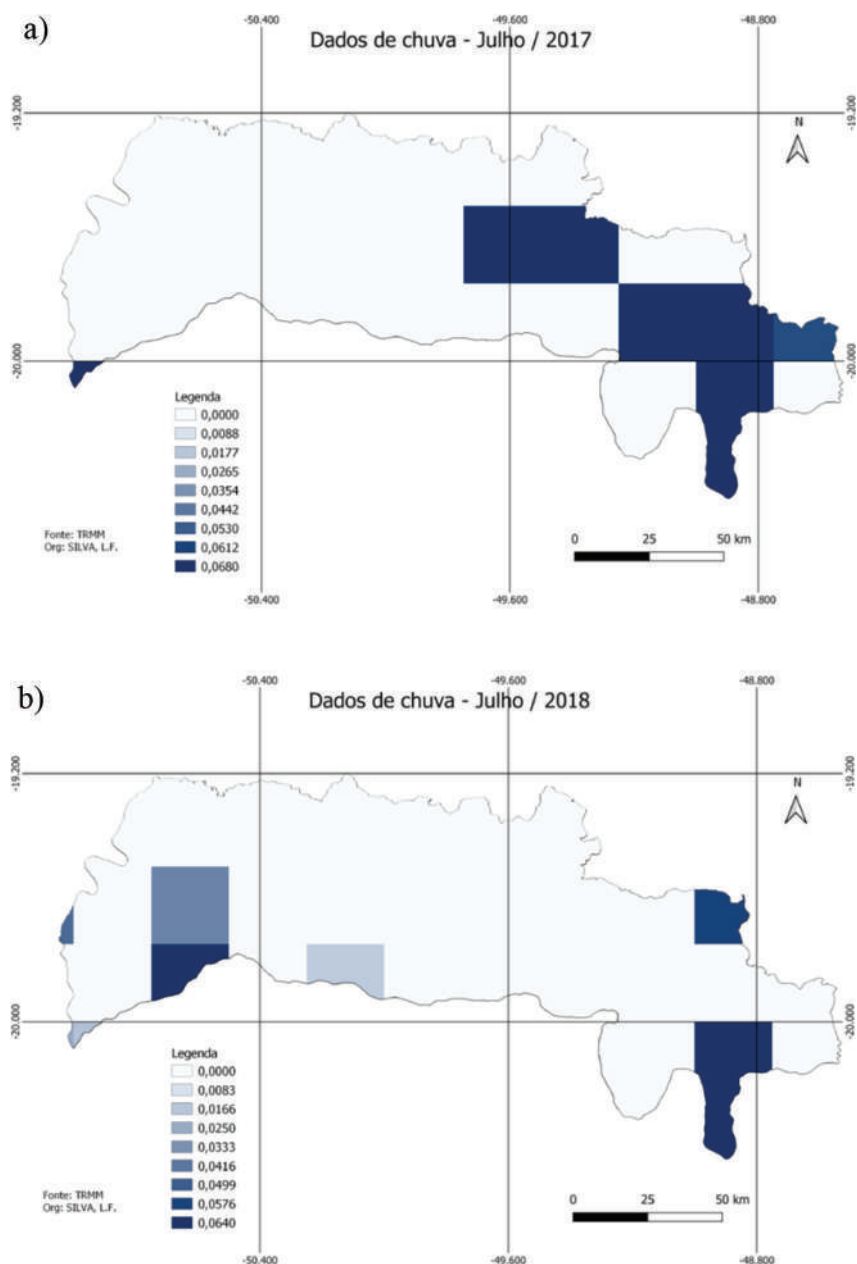 a)
Dados de chuva - Julho / 2017
-50.400
-49.600
-48.800
-19.200
-19.200
N
-20.000
-20.000
Legenda
0,0000
0,0088
0,0177
0,0265
0,0354
0,0442
0,0530
0,0612
0,0680
Fonte: TRMM
Org: SILVA, L.F.
0 25 50 km
-50.400
-49.600
-48.800
b)
Dados de chuva - Julho / 2018
-50.400
-49.600
-48.800
-19.200
-19.200
N
-20.000
-20.000
Legenda
0,0000
0,0083
0,0166
0,0250
0,0333
0,0416
0,0499
0,0576
0,0640
Fonte: TRMM
Org: SILVA, L.F.
0 25 50 km
-50.400
-49.600
-48.800